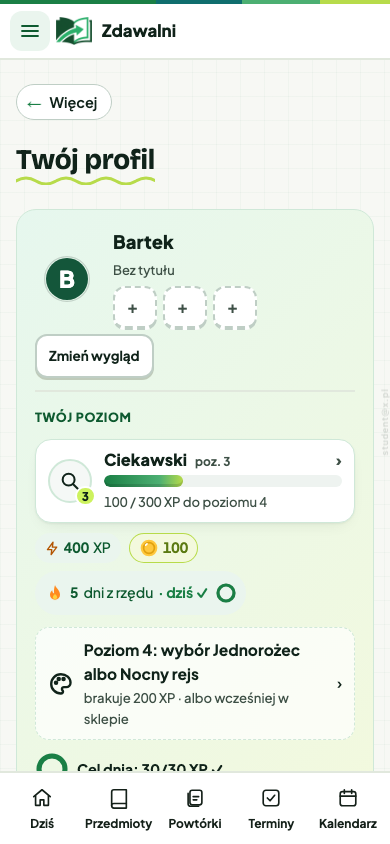 Zdawalni
← Więcej
Twój profil
B
Bartek
Bez tytułu
+ + +
Zmień wygląd
TWÓJ POZIOM
3
Ciekawski poz. 3 ›
100 / 300 XP do poziomu 4
400 XP 100
5 dni z rzędu · dziś ✓
Poziom 4: wybór Jednorożec
albo Nocny rejs
›
brakuje 200 XP · albo wcześniej w
sklepie
Cel dnia: 30/30 XP ✓
student@z.pl
Dziś Przedmioty Powtórki Terminy Kalendarz